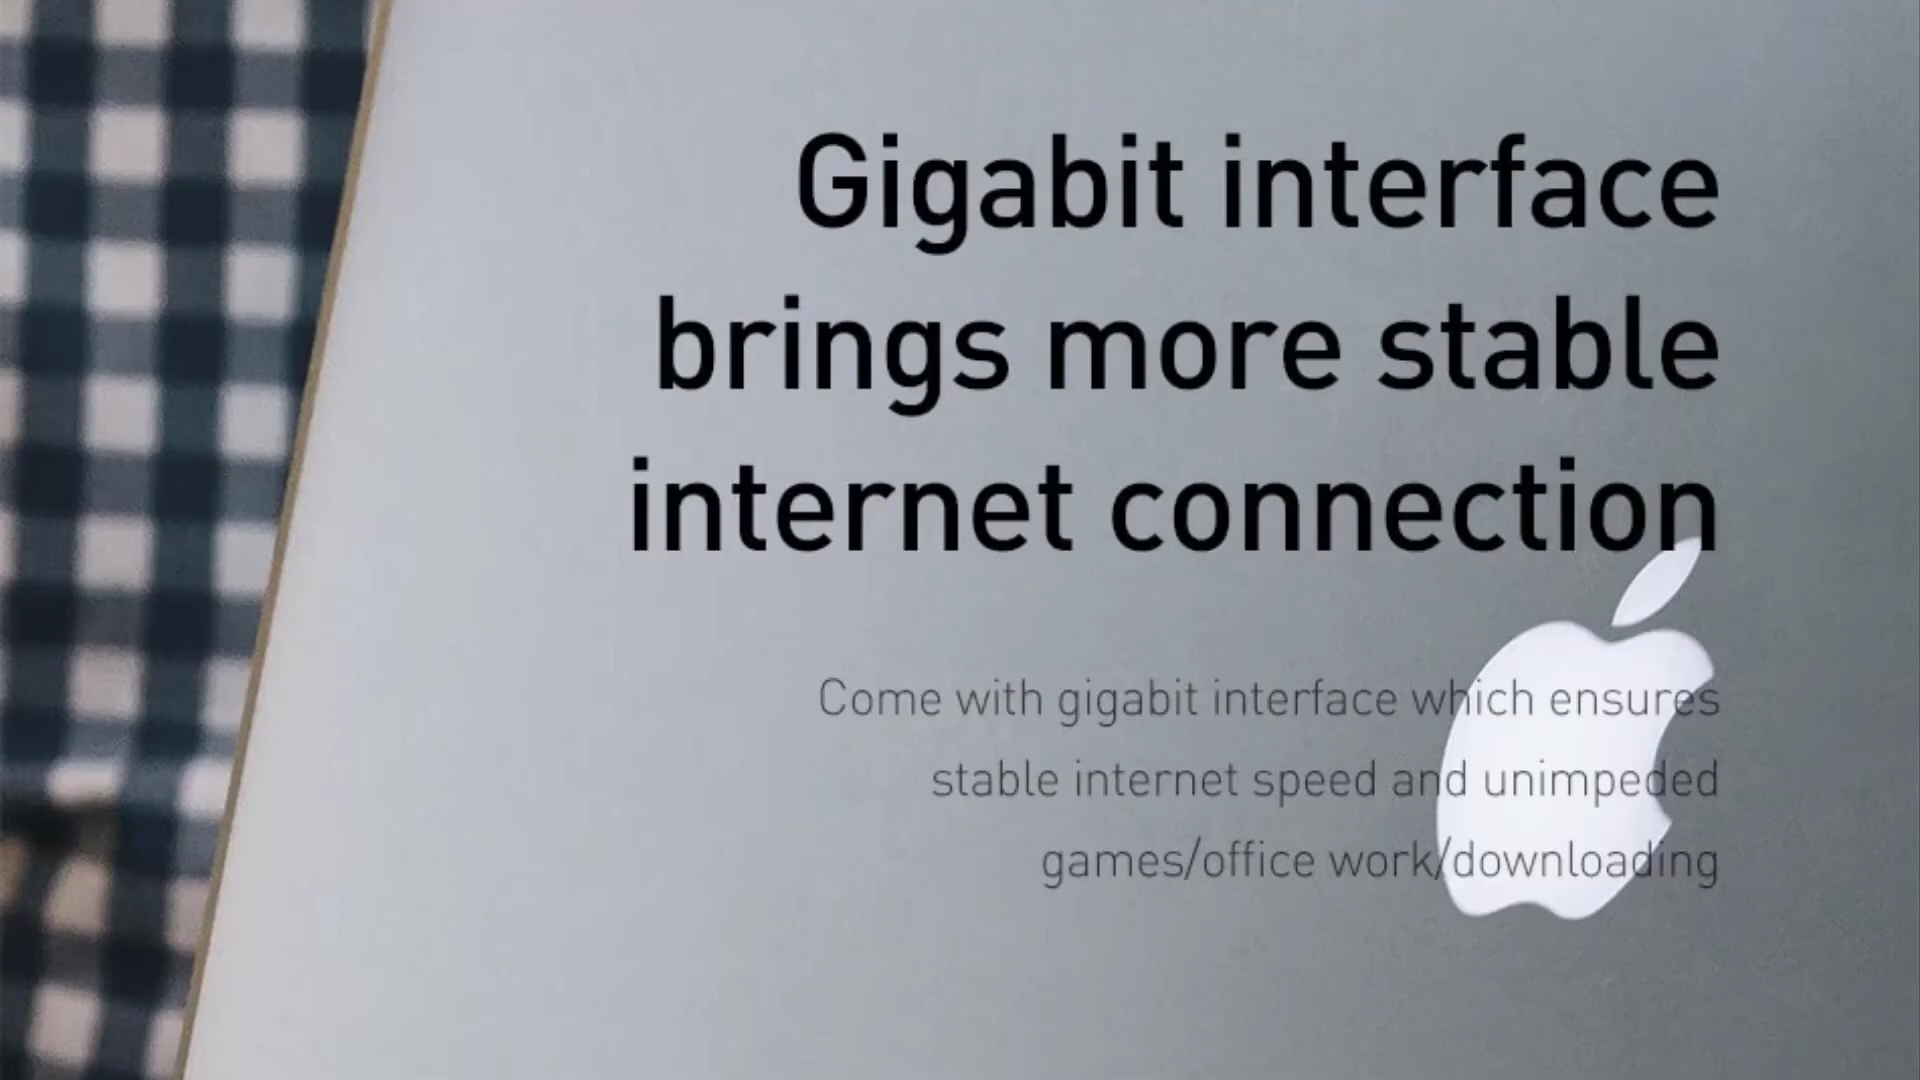 Gigabit interface
brings more stable
internet connection
Come with gigabit interface which ensures
stable internet speed and unimpeded
games/office work/downloading